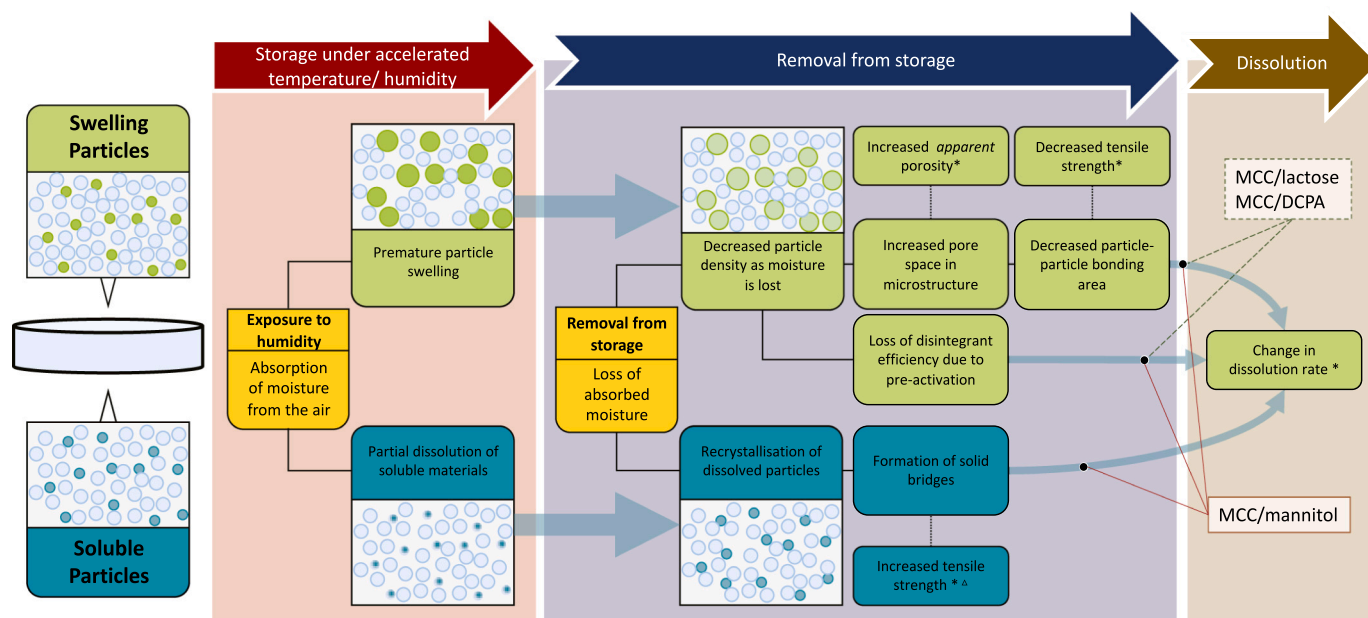 Storage under accelerated
temperature/ humidity
Removal from storage
Dissolution
Swelling
Particles
Soluble
Particles
Exposure to
humidity
Absorption
of moisture
from the air
Premature particle
swelling
Partial dissolution of
soluble materials
Removal from
storage
Loss of
absorbed
moisture
Decreased particle
density as moisture
is lost
Increased apparent
porosity*
Decreased tensile
strength*
Increased pore
space in
microstructure
Decreased particle-
particle bonding
area
Loss of disintegrant
efficiency due to
pre-activation
Recrystallisation of
dissolved particles
Formation of solid
bridges
Increased tensile
strength * Δ
MCC/lactose
MCC/DCPA
Change in
dissolution rate *
MCC/mannitol